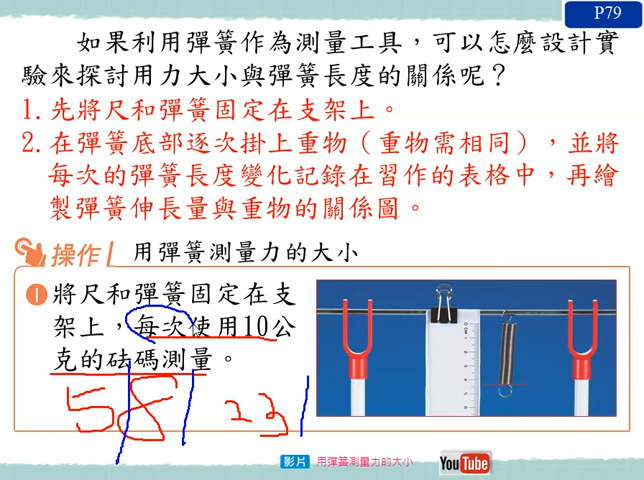 P79
如果利用彈簧作為測量工具，可以怎麼設計實
驗來探討用力大小與彈簧長度的關係呢？
1. 先將尺和彈簧固定在支架上。
2. 在彈簧底部逐次掛上重物（重物需相同），並將
每次的彈簧長度變化記錄在習作的表格中，再繪
製彈簧伸長量與重物的關係圖。
操作1 用彈簧測量力的大小
1 將尺和彈簧固定在支
架上，每次使用10公
克的砝碼測量。
58 23
影片 用彈簧測量力的大小 YouTube